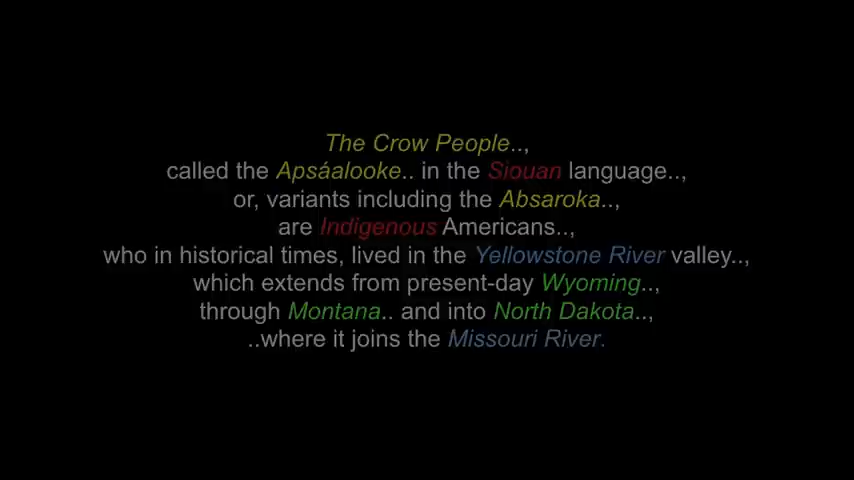 The Crow People..,
called the Apsáalooke.. in the Siouan language..,
or, variants including the Absaroka..,
are Indigenous Americans..,
who in historical times, lived in the Yellowstone River valley..,
which extends from present-day Wyoming..,
through Montana.. and into North Dakota..,
..where it joins the Missouri River.